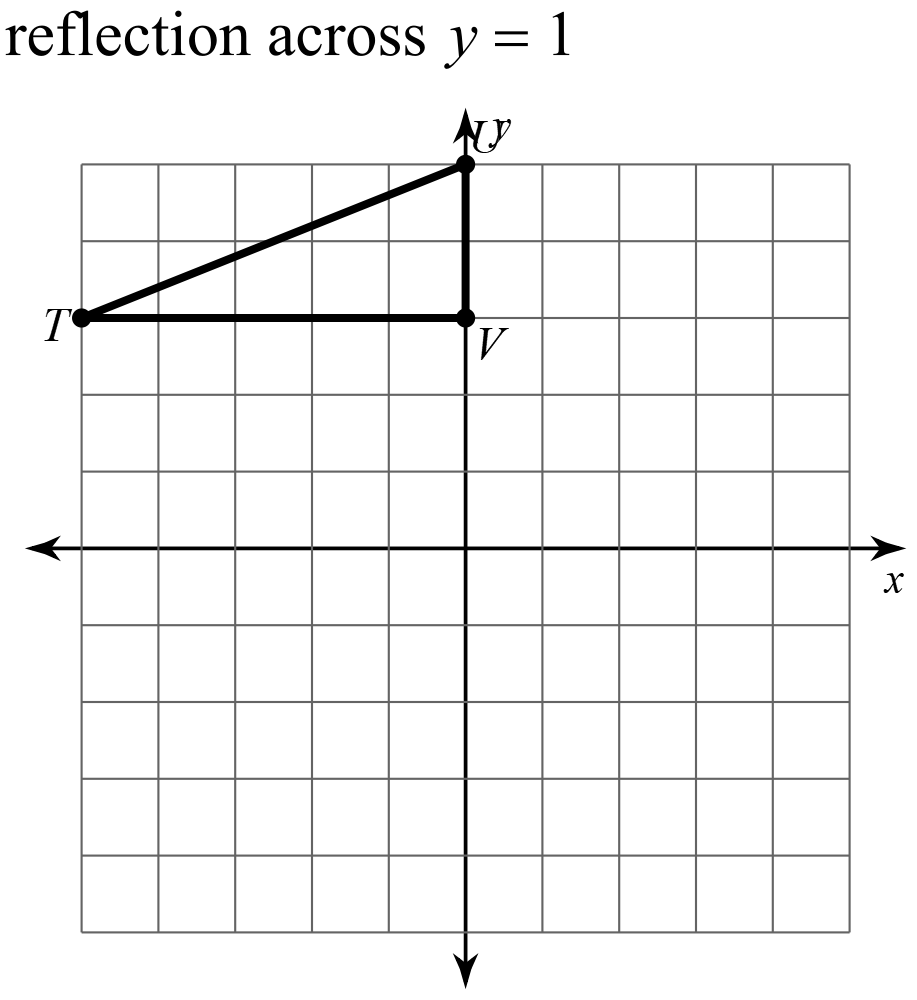 reflection across y = 1
U
y
T
V
x